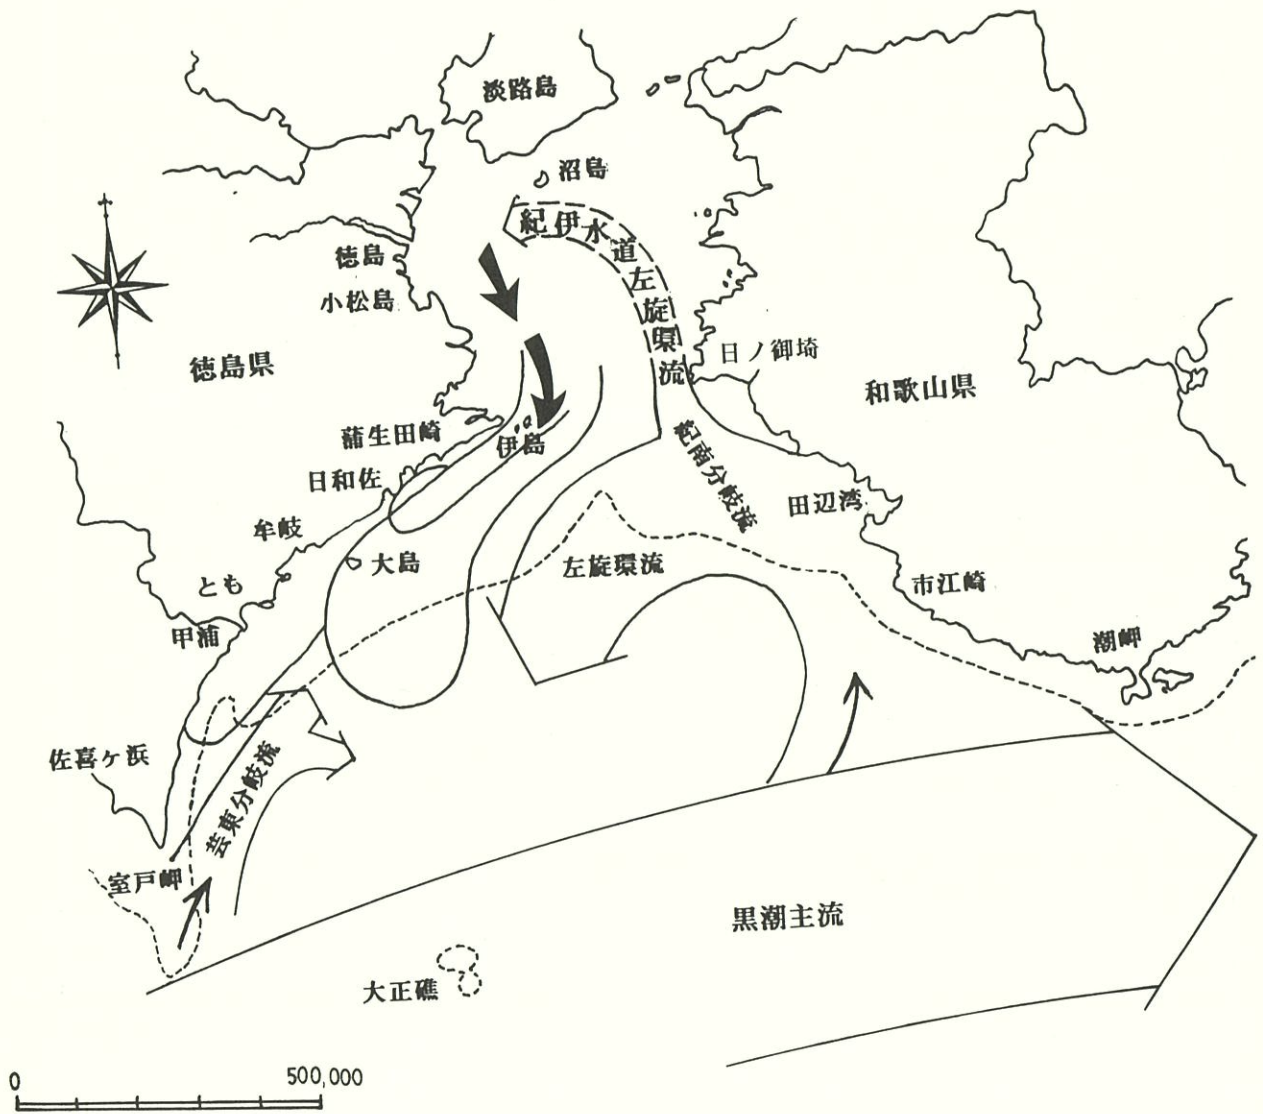 淡路島
沼島
紀伊水道左旋環流
徳島
小松島
徳島県
日ノ御埼
和歌山県
蒲生田崎
伊島
紀南分岐流
日和佐
田辺湾
牟岐
大島
左旋環流
とも
市江崎
甲浦
潮岬
佐喜ヶ浜
芸東分岐流
室戸岬
黒潮主流
大正礁
0
500,000